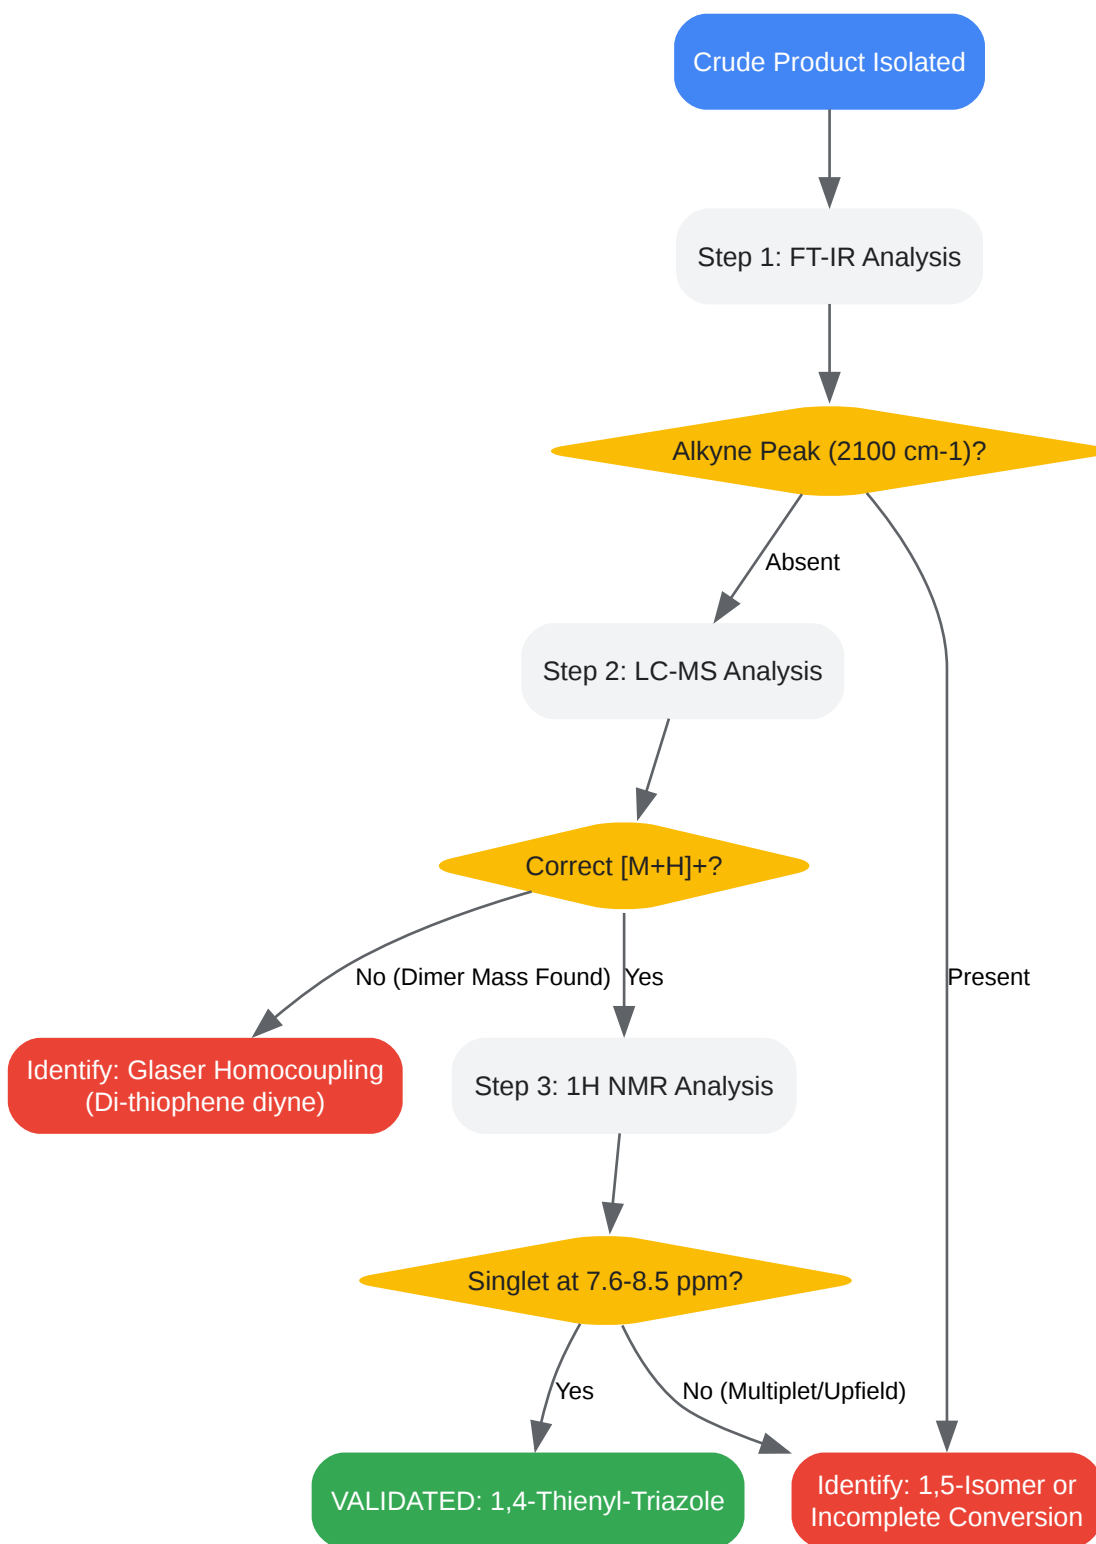 Crude Product Isolated
Step 1: FT-IR Analysis
Alkyne Peak (2100 cm-1)?
Absent
Step 2: LC-MS Analysis
Correct [M+H]+?
No (Dimer Mass Found)
Yes
Present
Identify: Glaser Homocoupling
(Di-thiophene diyne)
Step 3: 1H NMR Analysis
Singlet at 7.6-8.5 ppm?
Yes
No (Multiplet/Upfield)
VALIDATED: 1,4-Thienyl-Triazole
Identify: 1,5-Isomer or
Incomplete Conversion